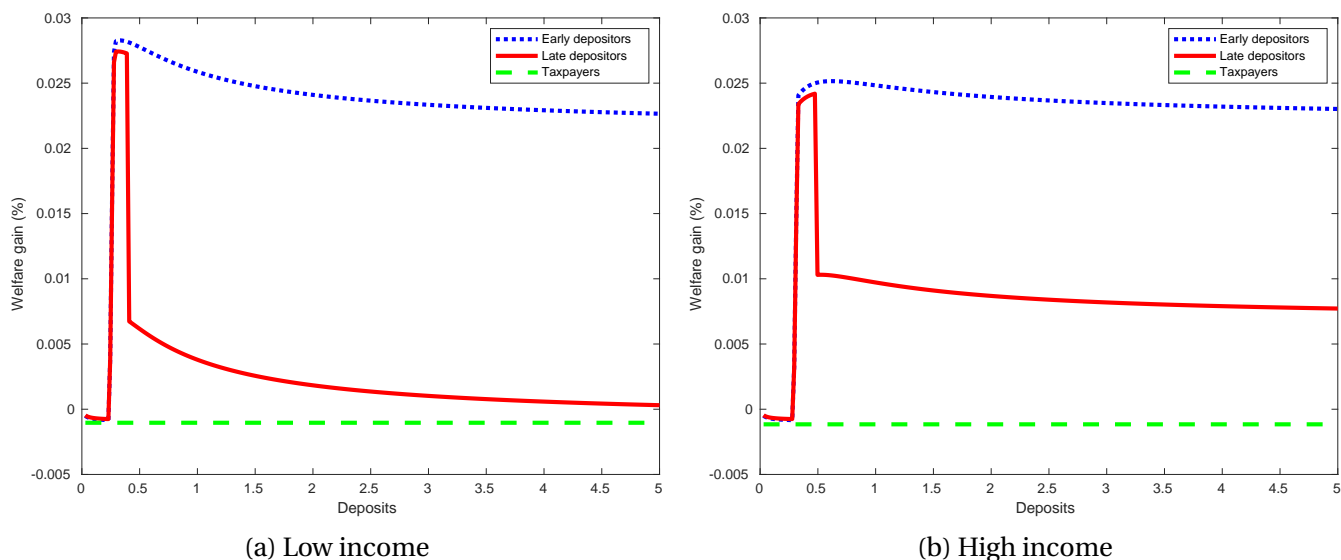 0.03
0.025
0.02
0.015
0.01
0.005
0
-0.005
Welfare gain (%)
0 0.5 1 1.5 2 2.5 3 3.5 4 4.5 5
Deposits
Early depositors
Late depositors
Taxpayers
(a) Low income
0.03
0.025
0.02
0.015
0.01
0.005
0
-0.005
Welfare gain (%)
0 0.5 1 1.5 2 2.5 3 3.5 4 4.5 5
Deposits
Early depositors
Late depositors
Taxpayers
(b) High income